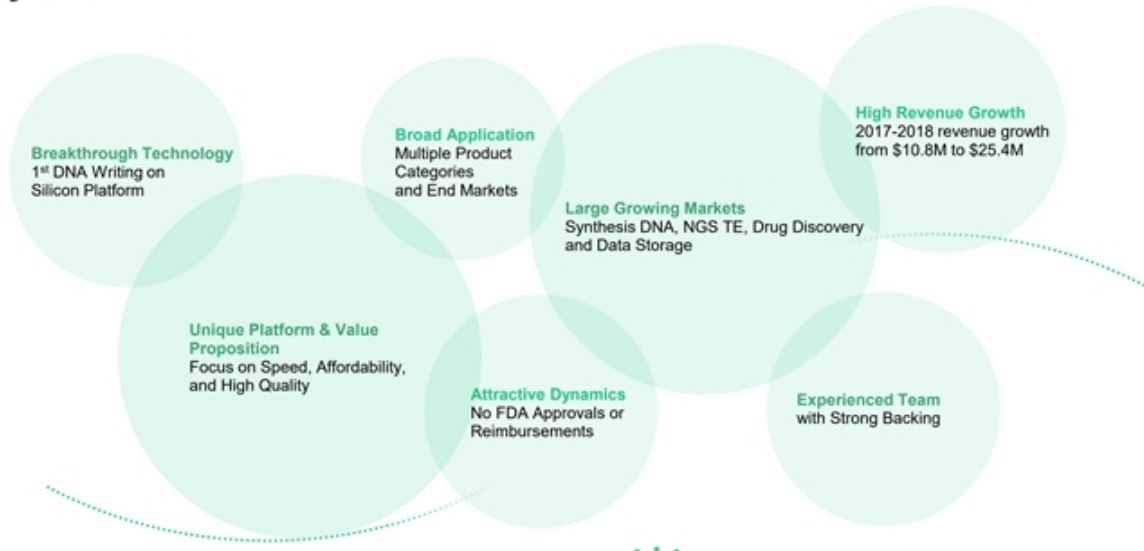 Breakthrough Technology
1st DNA Writing on
Silicon Platform
Broad Application
Multiple Product
Categories
and End Markets
Large Growing Markets
Synthesis DNA, NGS TE, Drug Discovery
and Data Storage
High Revenue Growth
2017-2018 revenue growth
from $10.8M to $25.4M
Unique Platform & Value
Proposition
Focus on Speed, Affordability,
and High Quality
Attractive Dynamics
No FDA Approvals or
Reimbursements
Experienced Team
with Strong Backing